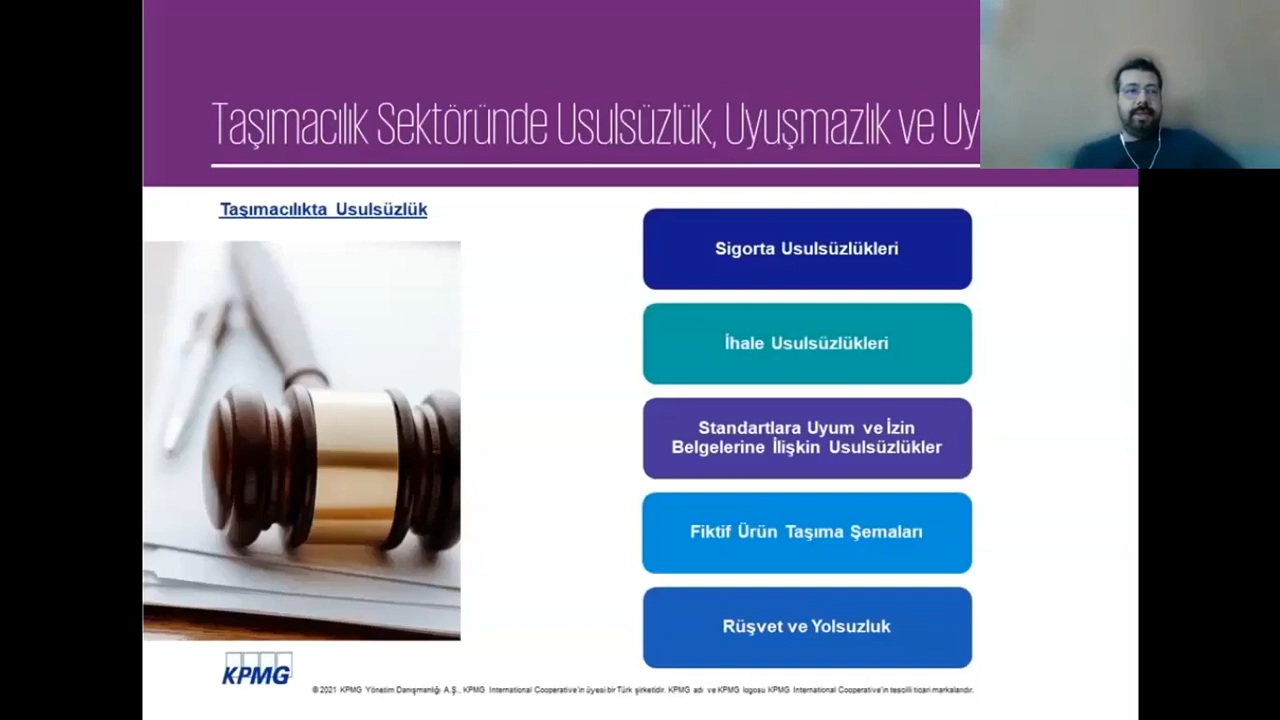 Taşımacılık Sektöründe Usulsüzlük, Uyuşmazlık ve
Taşımacılıkta Usulsüzlük
Sigorta Usulsüzlükleri
İhale Usulsüzlükleri
Standartlara Uyum ve İzin
Belgelerine İlişkin Usulsüzlükler
Fiktif Ürün Taşıma Şemaları
Rüşvet ve Yolsuzluk
KPMG
© 2021 KPMG Yönetim Danışmanlığı A.Ş., KPMG International Cooperative'in üyesi bir Türk şirketidir. KPMG adı ve KPMG logosu KPMG International Cooperative'in tescilli ticari markalarıdır.